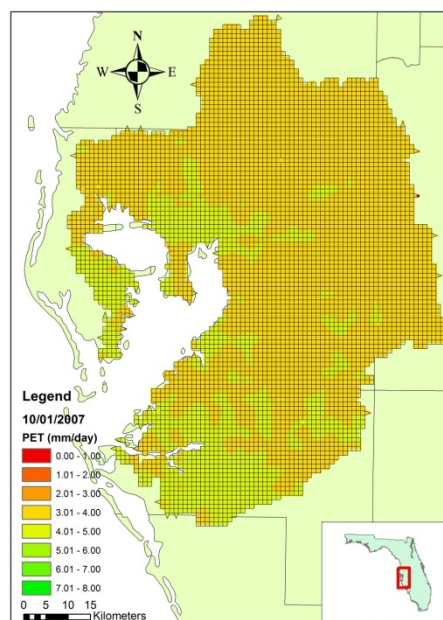 N
W E
S
Legend
10/01/2007
PET (mm/day)
0.00 - 1.00
1.01 - 2.00
2.01 - 3.00
3.01 - 4.00
4.01 - 5.00
5.01 - 6.00
6.01 - 7.00
7.01 - 8.00
0 5 10 15
Kilometers